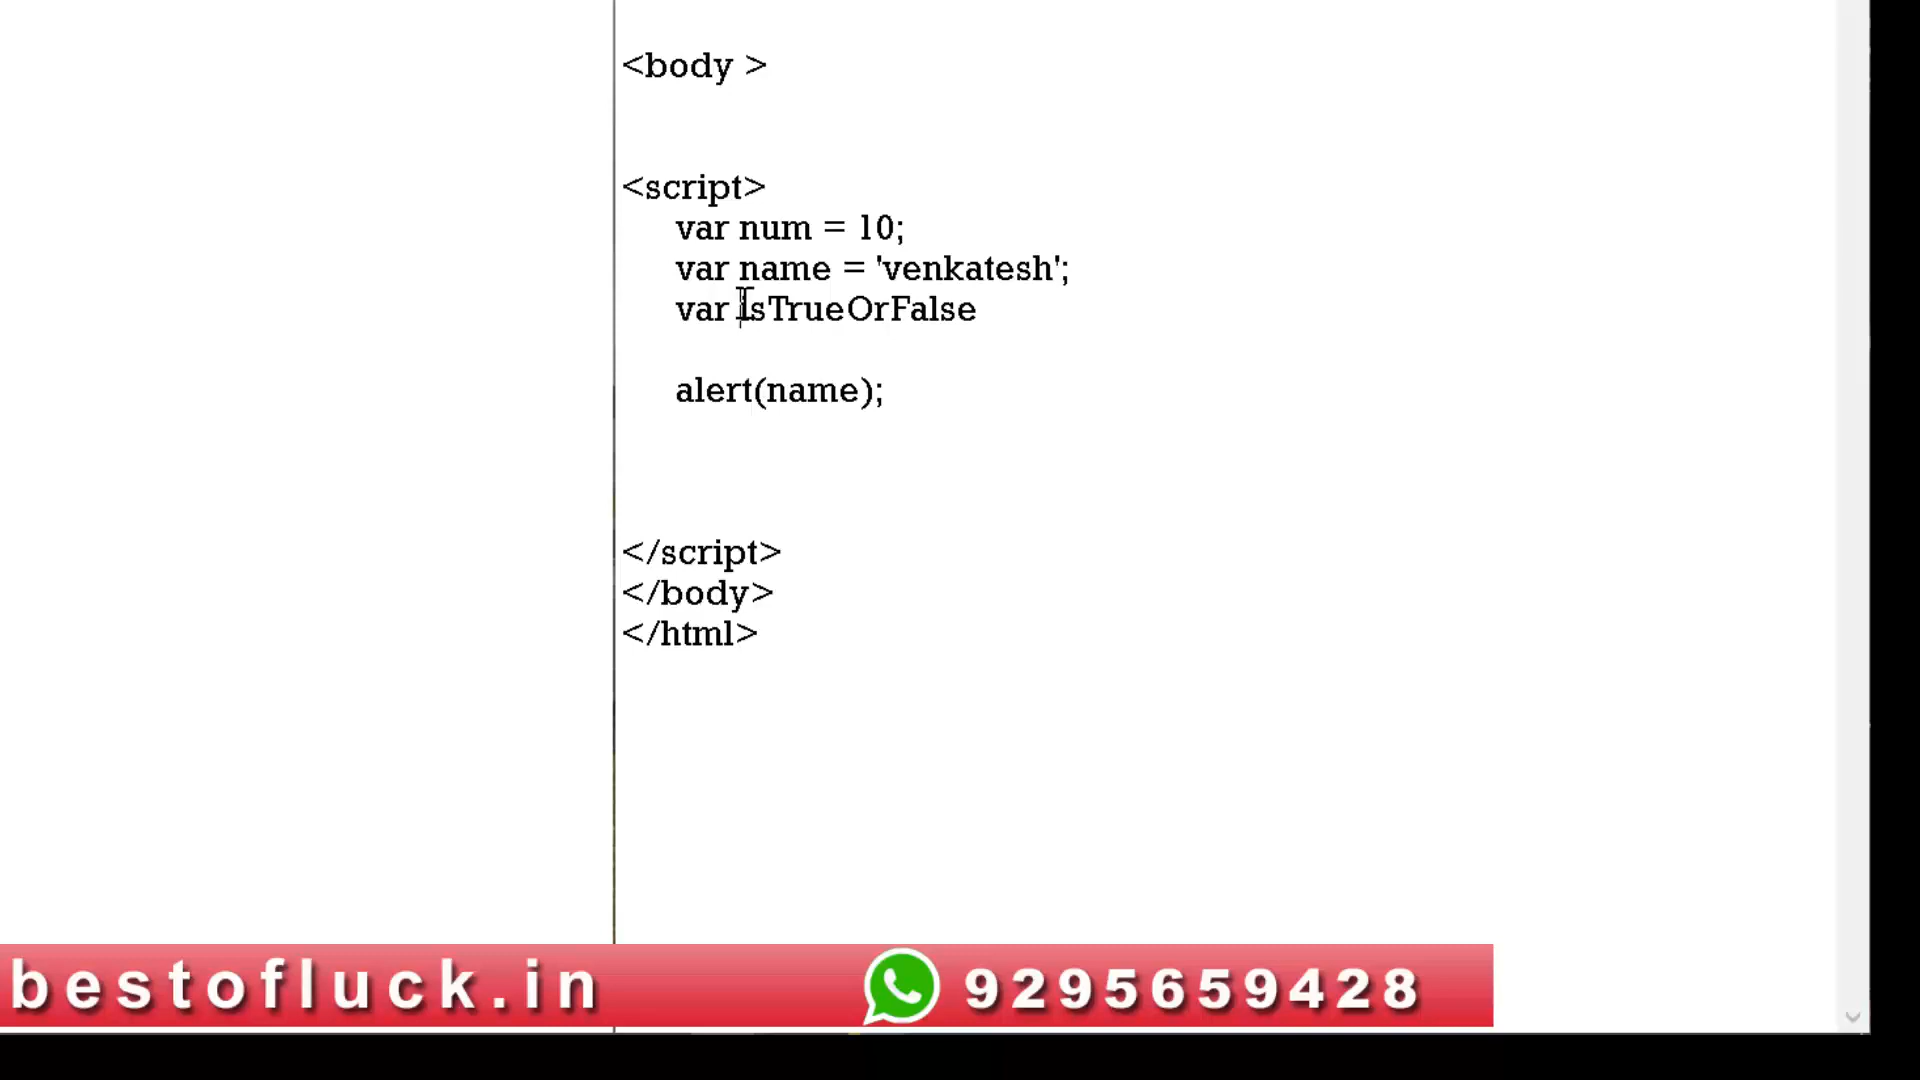 <body >
<script>
var num = 10;
var name = 'venkatesh';
var IsTrueOrFalse
alert(name);
</script>
</body>
</html>
bestofluck.in 9295659428